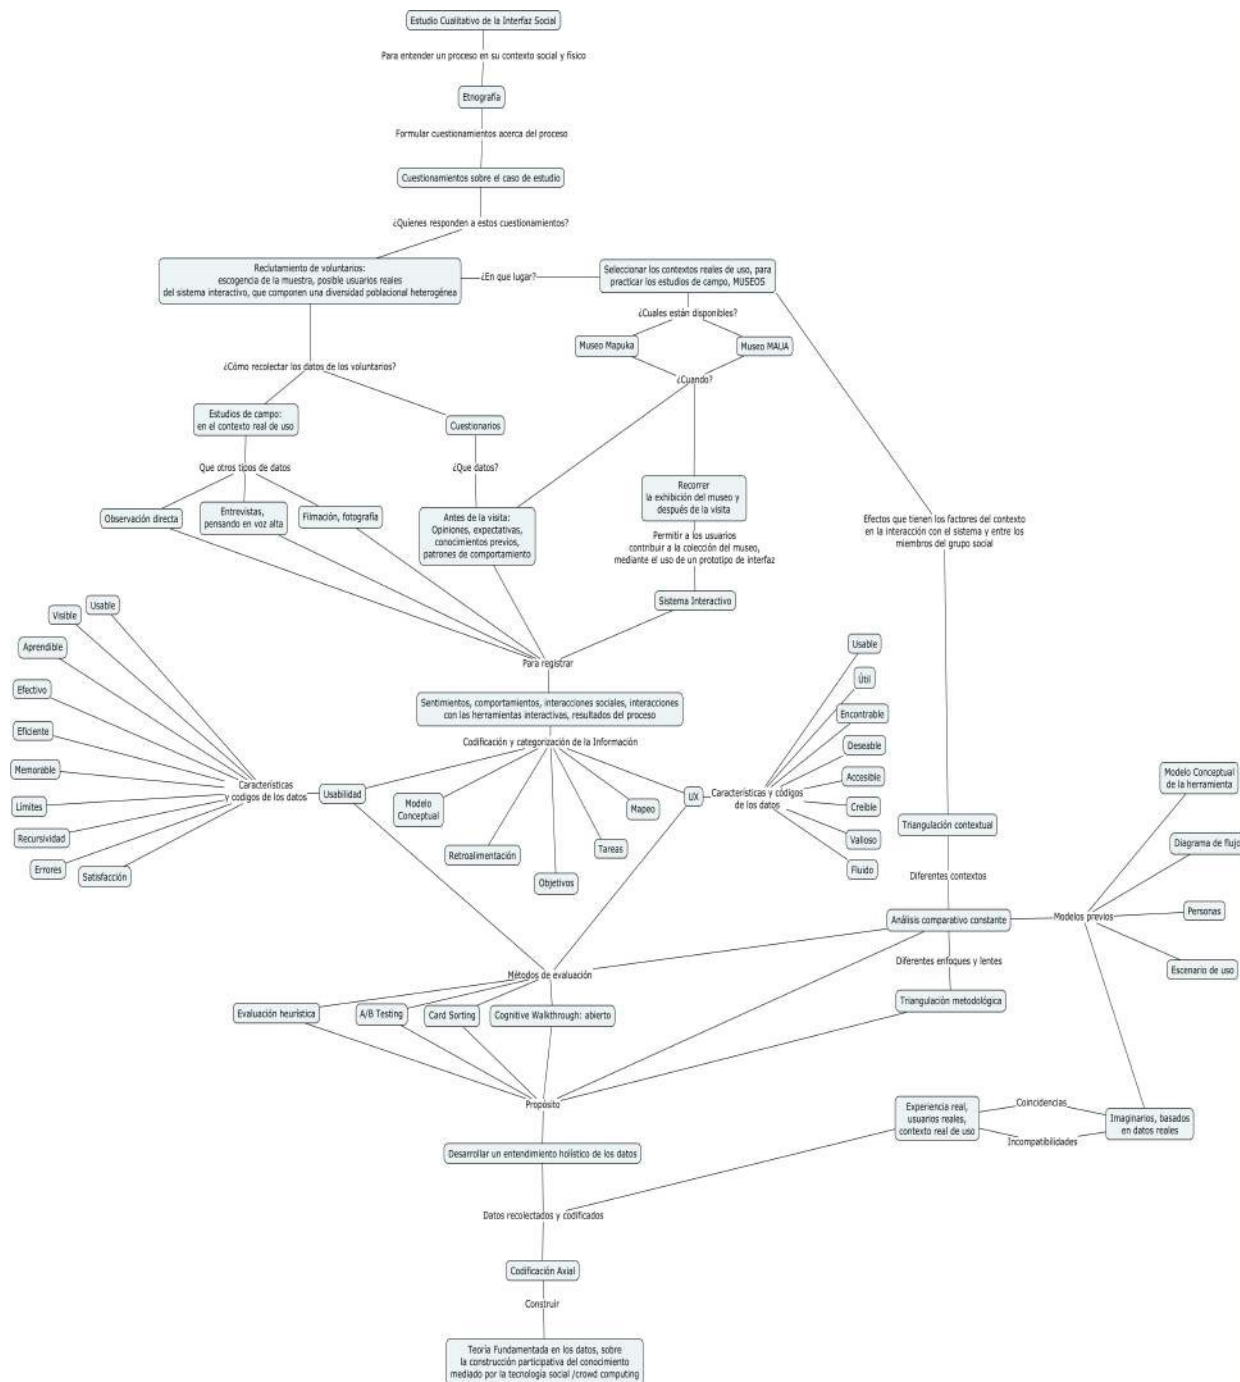 Estudio Cualitativo de la Interfaz Social
Para entender un proceso en su contexto social y físico
Etnografía
Formular cuestionamientos acerca del proceso
Cuestionamientos sobre el caso de estudio
¿Quienes responden a estos cuestionamientos?
Reclutamiento de voluntarios:
escogencia de la muestra, posible usuarios reales
del sistema interactivo, que componen una diversidad poblacional heterogénea
¿En que lugar?
Seleccionar los contextos reales de uso, para
practicar los estudios de campo, MUSEOS
¿Cuales están disponibles?
Museo Mapuka
Museo MAUA
¿Cuando?
¿Cómo recolectar los datos de los voluntarios?
Estudios de campo:
en el contexto real de uso
Cuestionarios
Que otros tipos de datos
¿Que datos?
Observación directa
Entrevistas,
pensando en voz alta
Filmación, fotografía
Antes de la visita:
Opiniones, expectativas,
conocimientos previos,
patrones de comportamiento
Recorrer
la exhibición del museo y
después de la visita
Permitir a los usuarios
contribuir a la colección del museo,
mediante el uso de un prototipo de interfaz
Sistema Interactivo
Efectos que tienen los factores del contexto
en la interacción con el sistema y entre los
miembros del grupo social
Para registrar
Sentimientos, comportamientos, interacciones sociales, interacciones
con las herramientas interactivas, resultados del proceso
Codificación y categorización de la Información
Usable
Visible
Aprendible
Efectivo
Eficiente
Memorable
Límites
Recursividad
Errores
Satisfacción
Características
y codigos de los datos
Usabilidad
Modelo
Conceptual
Retroalimentación
Objetivos
Tareas
Mapeo
UX
Características y códigos
de los datos
Usable
Útil
Encontrable
Deseable
Accesible
Creible
Valioso
Fluido
Triangulación contextual
Diferentes contextos
Análisis comparativo constante
Modelos previos
Modelo Conceptual
de la herramienta
Diagrama de flujo
Personas
Escenario de uso
Diferentes enfoques y lentes
Triangulación metodológica
Métodos de evaluación
Evaluación heurística
A/B Testing
Card Sorting
Cognitive Walkthrough: abierto
Propósito
Experiencia real,
usuarios reales,
contexto real de uso
Coincidencias
Incompatibilidades
Imaginarios, basados
en datos reales
Desarrollar un entendimiento holístico de los datos
Datos recolectados y codificados
Codificación Axial
Construir
Teoría Fundamentada en los datos, sobre
la construcción participativa del conocimiento
mediado por la tecnología social /crowd computing